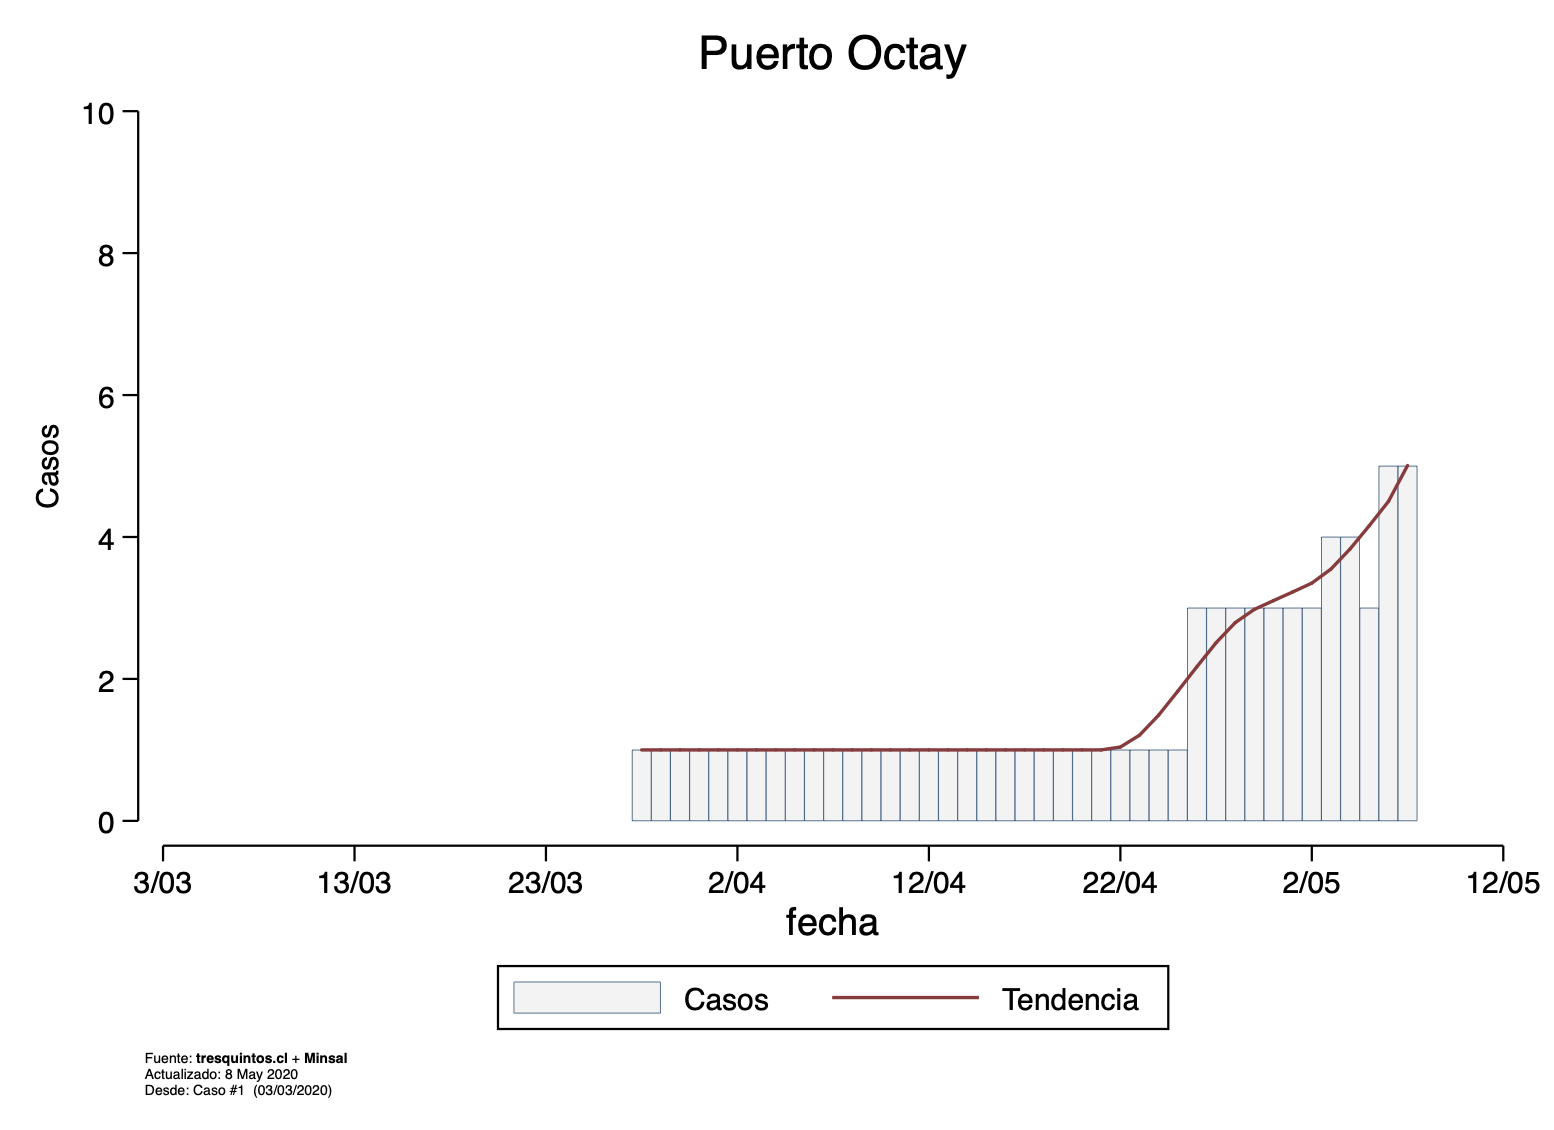 Puerto Octay
10
8
6
4
2
0
Casos
3/03 13/03 23/03 2/04 12/04 22/04 2/05 12/05
fecha
Casos Tendencia
Fuente: tresquintos.cl + Minsal
Actualizado: 8 May 2020
Desde: Caso #1 (03/03/2020)